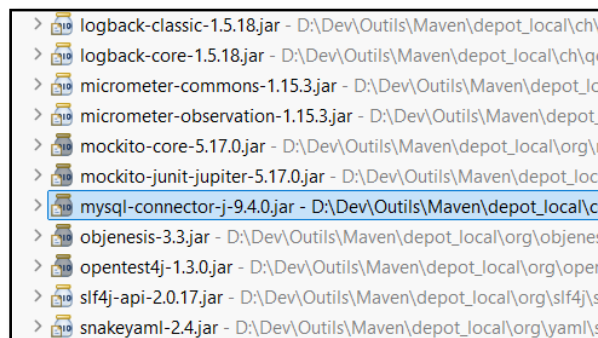 logback-classic-1.5.18.jar - D:\Dev\Outils\Maven\depot_local\ch\
logback-core-1.5.18.jar - D:\Dev\Outils\Maven\depot_local\ch\qo
micrometer-commons-1.15.3.jar - D:\Dev\Outils\Maven\depot_lo
micrometer-observation-1.15.3.jar - D:\Dev\Outils\Maven\depot_
mockito-core-5.17.0.jar - D:\Dev\Outils\Maven\depot_local\org\
mockito-junit-jupiter-5.17.0.jar - D:\Dev\Outils\Maven\depot_loc
mysql-connector-j-9.4.0.jar - D:\Dev\Outils\Maven\depot_local\c
objenesis-3.3.jar - D:\Dev\Outils\Maven\depot_local\org\objenes
opentest4j-1.3.0.jar - D:\Dev\Outils\Maven\depot_local\org\open
slf4j-api-2.0.17.jar - D:\Dev\Outils\Maven\depot_local\org\slf4j\s
snakeyaml-2.4.jar - D:\Dev\Outils\Maven\depot_local\org\yaml\s